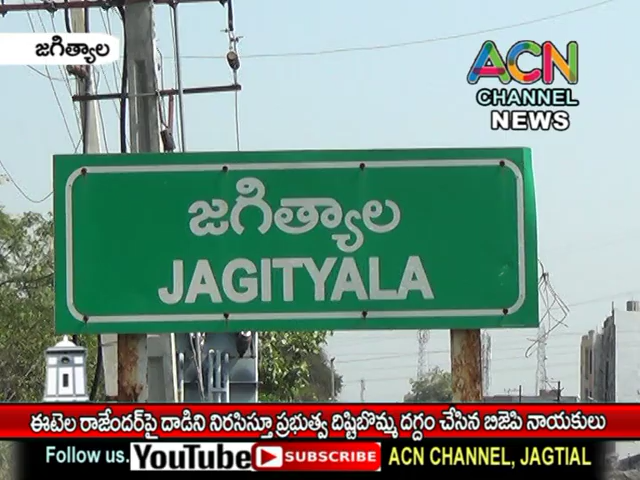 జగిత్యాల
ACN
CHANNEL
NEWS
జగిత్యాల
JAGITYALA
ఈటెల రాజేందర్‌పై దాడిని నిరసిస్తూ ప్రభుత్వ దిష్టిబొమ్మ దగ్దం చేసిన బిజెపి నాయకులు
Follow us. YouTube SUBSCRIBE ACN CHANNEL, JAGTIAL